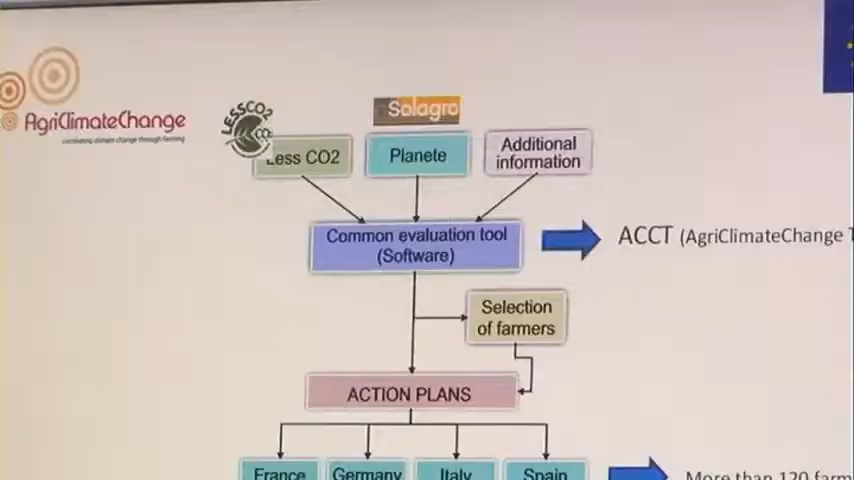 AgriClimateChange
combating climate change through farming
LESSCO2
CO2
Solagro
Less CO2
Planete
Additional
information
Common evaluation tool
(Software)
ACCT (AgriClimateChange T
Selection
of farmers
ACTION PLANS
France
Germany
Italy
Spain
More than 120 farm